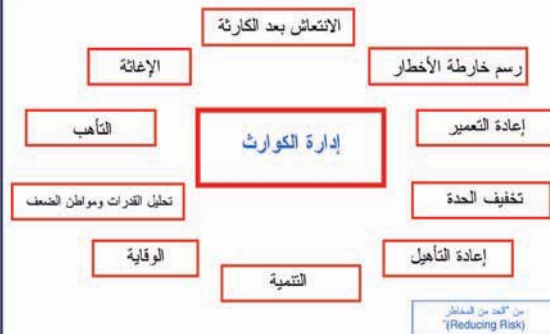 الانتعاش بعد الكارثة
رسم خارطة الأخطار
الإغاثة
إعادة التعمير
التأهب
إدارة الكوارث
تخفيف الحدة
تحليل القدرات ومواطن الضعف
إعادة التأهيل
الوقاية
التنمية
من "الحد من المخاطر
(Reducing Risk)"